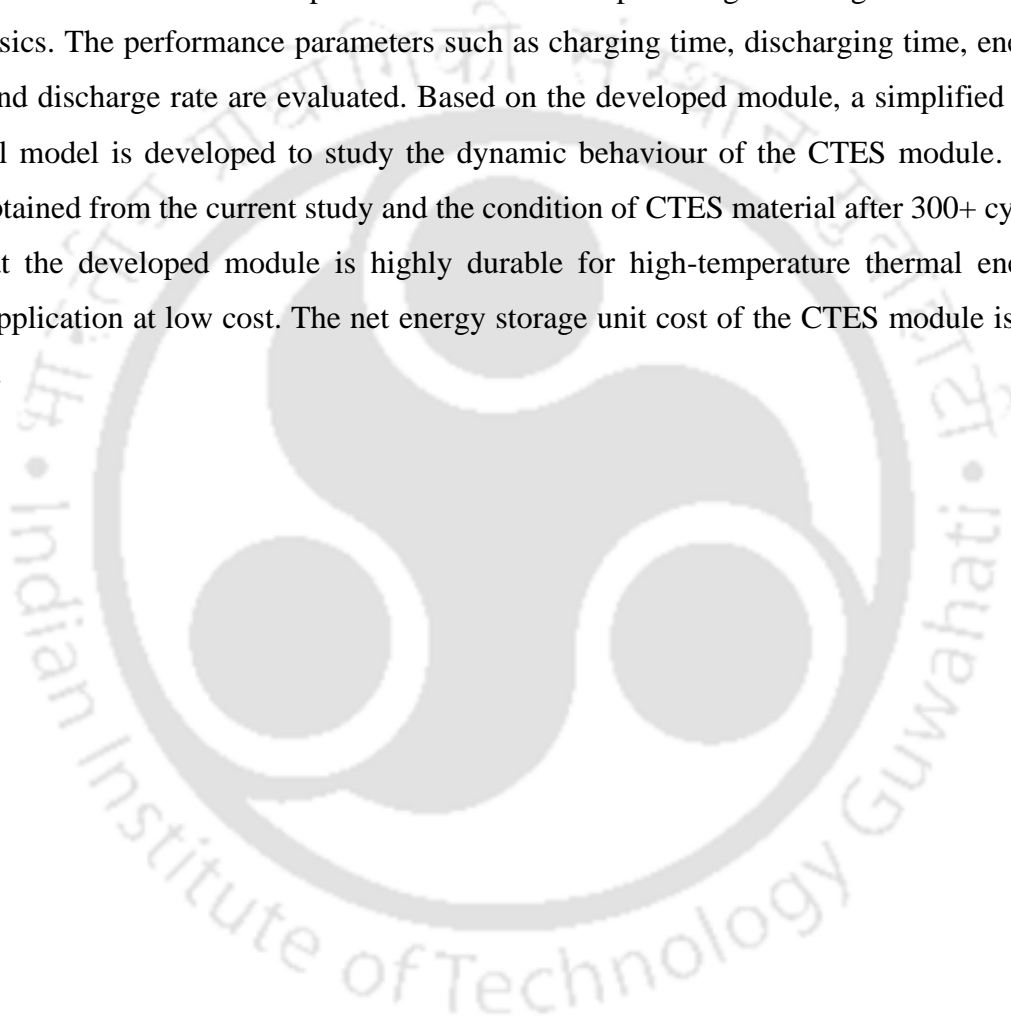 sics. The performance parameters such as charging time, discharging time, ene
nd discharge rate are evaluated. Based on the developed module, a simplified
l model is developed to study the dynamic behaviour of the CTES module.
btained from the current study and the condition of CTES material after 300+ cy
t the developed module is highly durable for high-temperature thermal ene
pplication at low cost. The net energy storage unit cost of the CTES module is
Indian Institute of Technology Guwahati